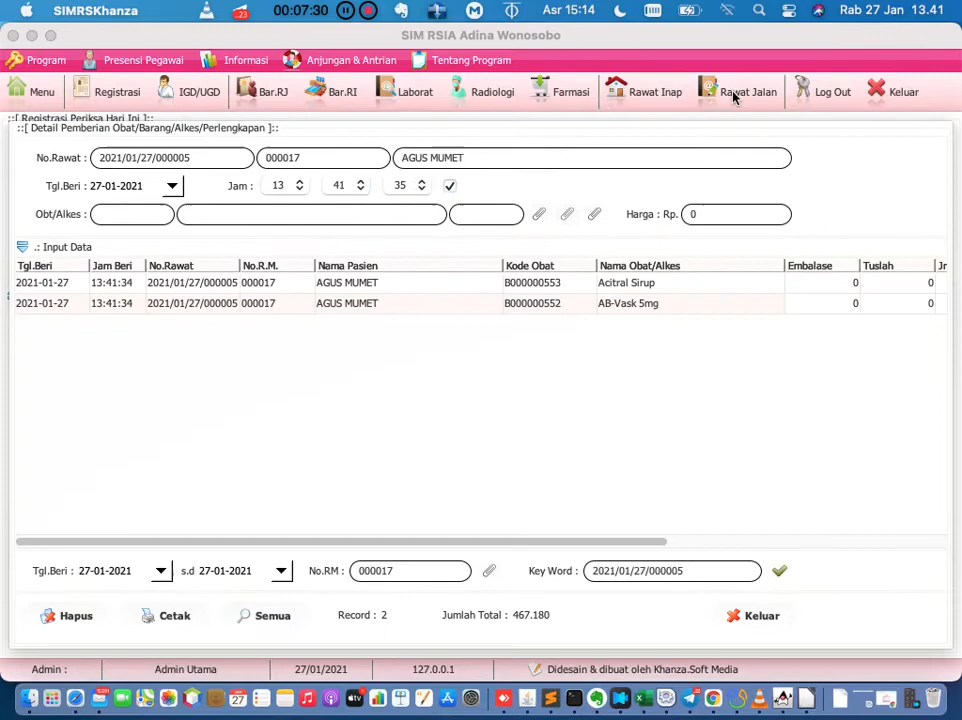 SIMRSKhanza 23 00:07:30 Asr 15:14 Rab 27 Jan 13.41
SIM RSIA Adina Wonosobo
Program Presensi Pegawai Informasi Anjungan & Antrian Tentang Program
Menu Registrasi IGD/UGD Bar.RJ Bar.RI Laborat Radiologi Farmasi Rawat Inap Rawat Jalan Log Out Keluar
::[ Registrasi Periksa Hari Ini ]::
::[ Detail Pemberian Obat/Barang/Alkes/Perlengkapan ]::
No.Rawat : 2021/01/27/000005 000017 AGUS MUMET
Tgl.Beri : 27-01-2021 Jam : 13 41 35
Obt/Alkes : Harga : Rp. 0
.: Input Data
Tgl.Beri Jam Beri No.Rawat No.R.M. Nama Pasien Kode Obat Nama Obat/Alkes Embalase Tuslah
2021-01-27 13:41:34 2021/01/27/000005 000017 AGUS MUMET B000000553 Acitral Sirup 0 0
2021-01-27 13:41:34 2021/01/27/000005 000017 AGUS MUMET B000000552 AB-Vask 5mg 0 0
Tgl.Beri : 27-01-2021 s.d 27-01-2021 No.RM : 000017 Key Word : 2021/01/27/000005
Hapus Cetak Semua Record : 2 Jumlah Total : 467.180 Keluar
Admin : Admin Utama 27/01/2021 127.0.0.1 Didesain & dibuat oleh Khanza.Soft Media